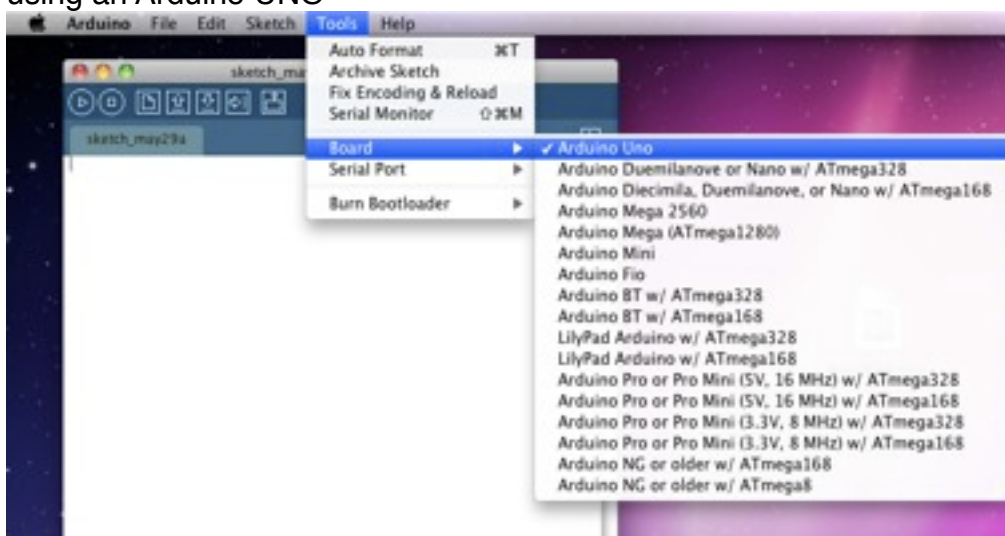 using an Arduino UNO
Arduino File Edit Sketch Tools Help
sketch_ma
sketch_may29a
Auto Format ⌘T
Archive Sketch
Fix Encoding & Reload
Serial Monitor ⇧⌘M
Board
Serial Port
Burn Bootloader
✓ Arduino Uno
Arduino Duemilanove or Nano w/ ATmega328
Arduino Diecimila, Duemilanove, or Nano w/ ATmega168
Arduino Mega 2560
Arduino Mega (ATmega1280)
Arduino Mini
Arduino Fio
Arduino BT w/ ATmega328
Arduino BT w/ ATmega168
LilyPad Arduino w/ ATmega328
LilyPad Arduino w/ ATmega168
Arduino Pro or Pro Mini (5V, 16 MHz) w/ ATmega328
Arduino Pro or Pro Mini (5V, 16 MHz) w/ ATmega168
Arduino Pro or Pro Mini (3.3V, 8 MHz) w/ ATmega328
Arduino Pro or Pro Mini (3.3V, 8 MHz) w/ ATmega168
Arduino NG or older w/ ATmega168
Arduino NG or older w/ ATmega8